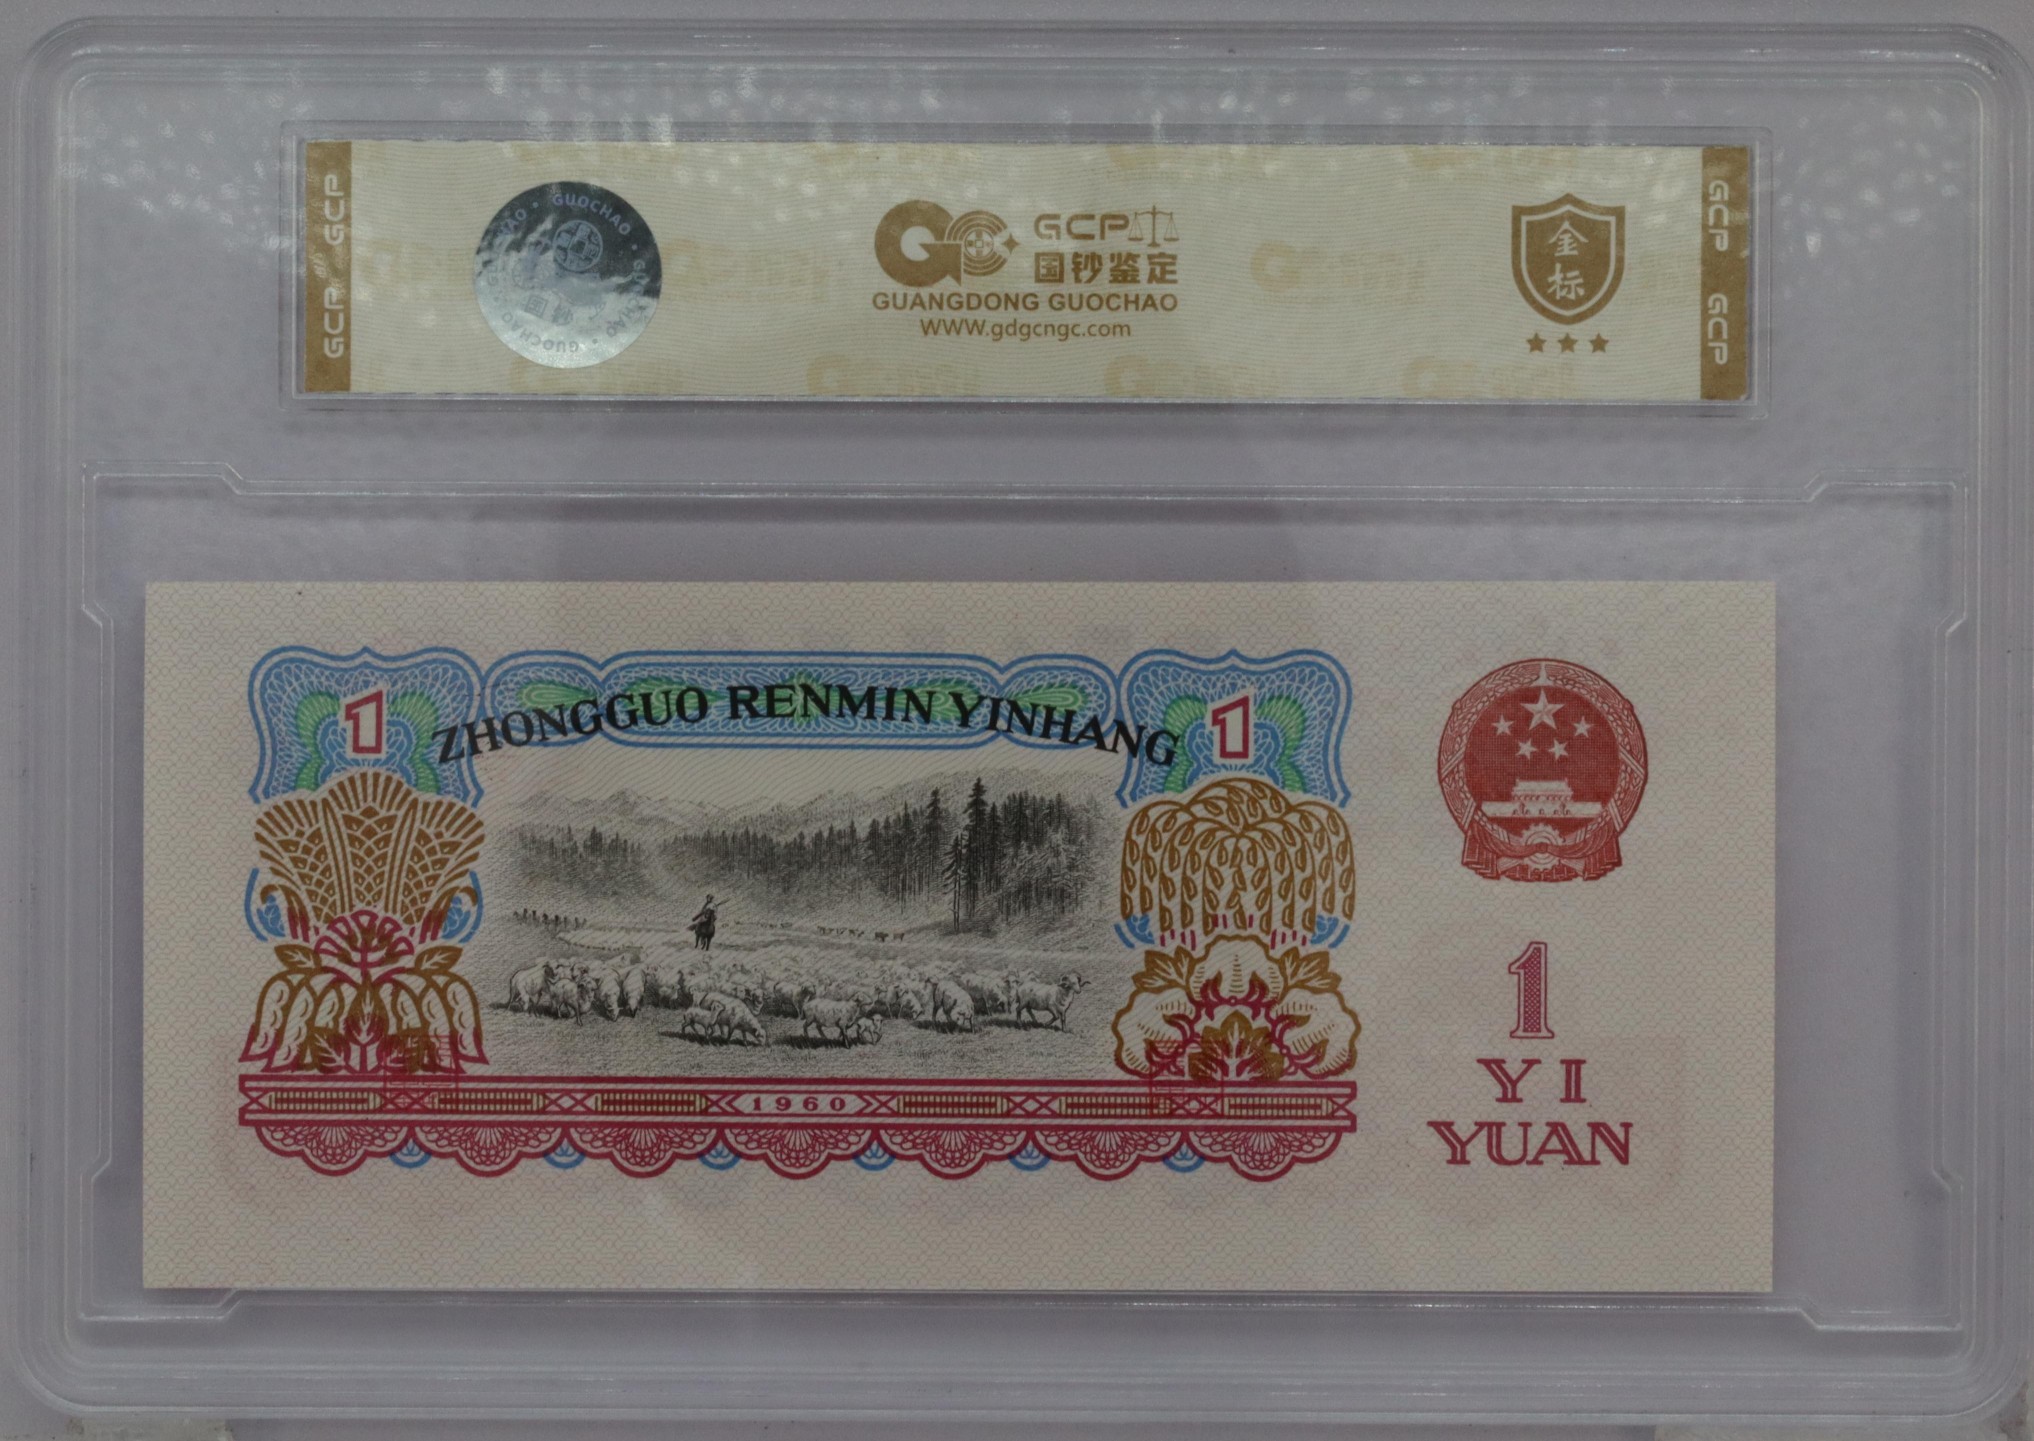 GCP GCP
GUOCHAO · GUOCHAO
GCP
国钞鉴定
GUANGDONG GUOCHAO
WWW.gdgcngc.com
金
标
GCP GCP
1
ZHONGGUO RENMIN YINHANG
1
1960
1
YI
YUAN